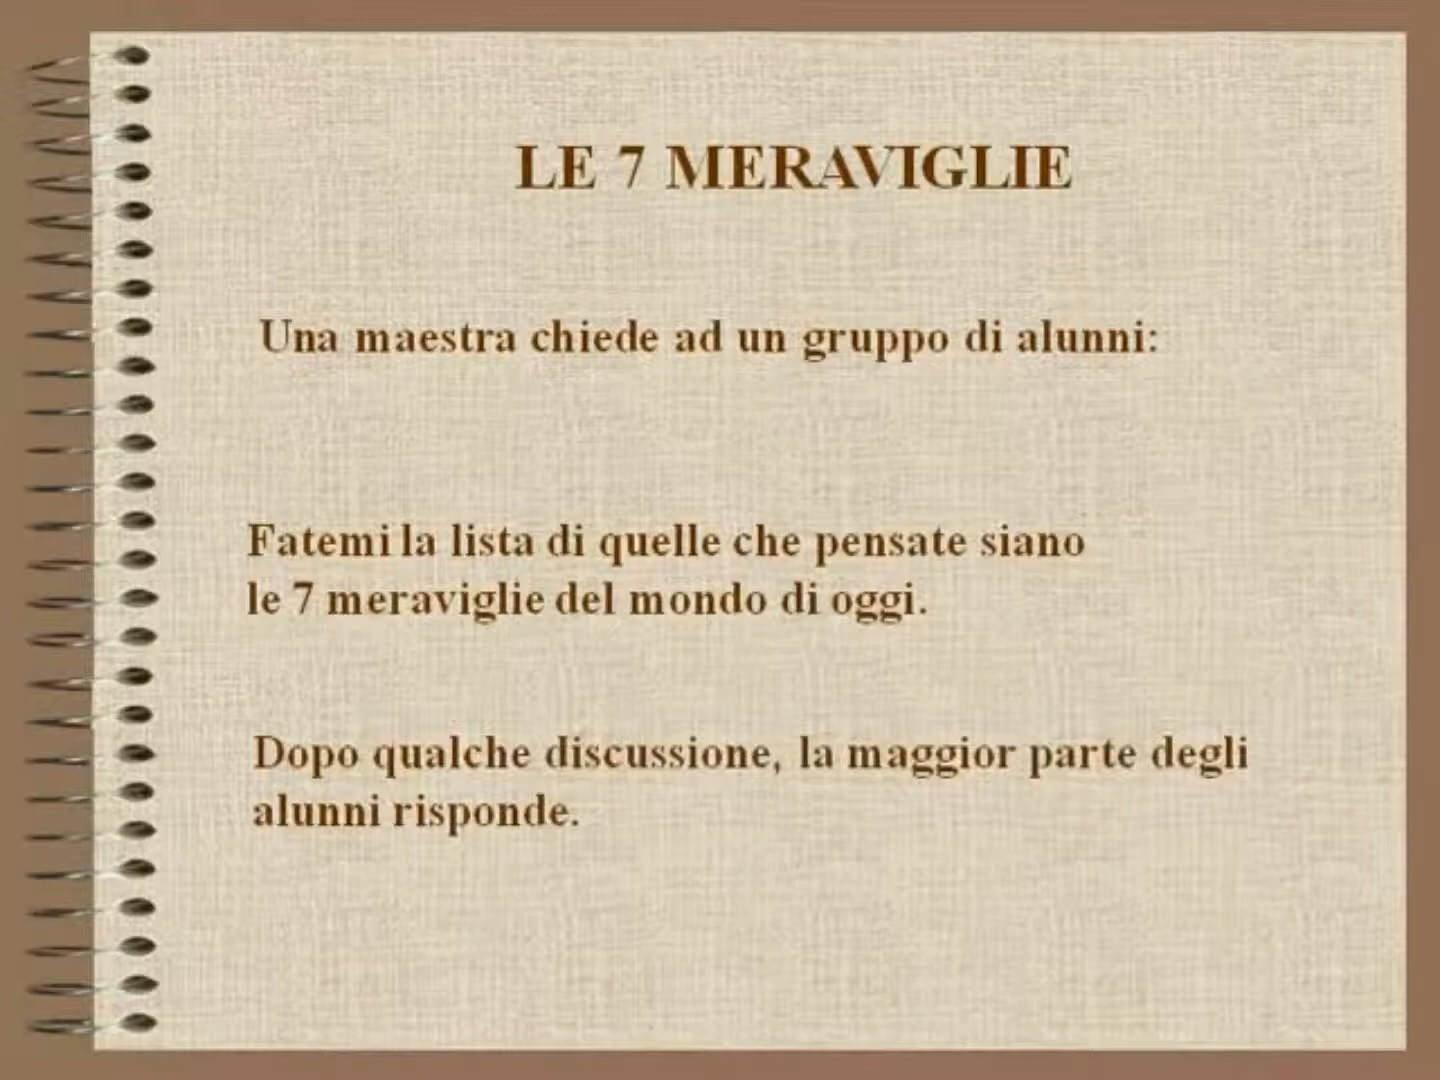 LE 7 MERAVIGLIE
Una maestra chiede ad un gruppo di alunni:
Fatemi la lista di quelle che pensate siano
le 7 meraviglie del mondo di oggi.
Dopo qualche discussione, la maggior parte degli
alunni risponde.